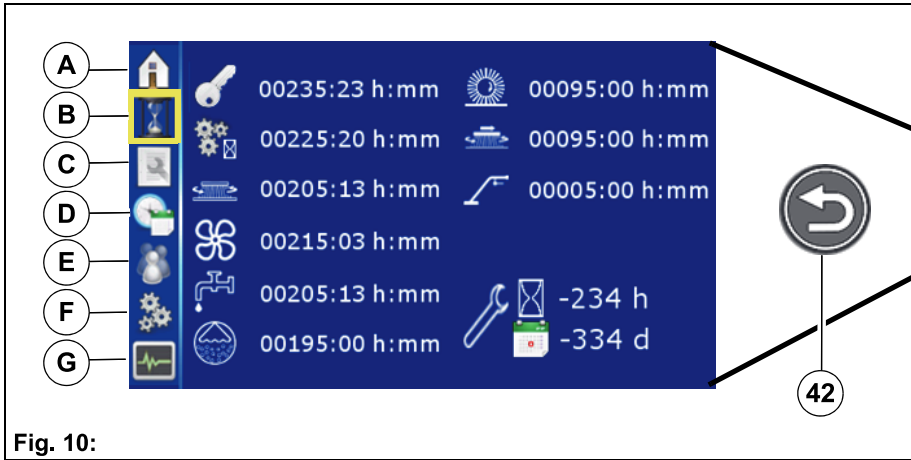 A
B
C
D
E
F
G
00235:23 h:mm
00225:20 h:mm
00205:13 h:mm
00215:03 h:mm
00205:13 h:mm
00195:00 h:mm
00095:00 h:mm
00095:00 h:mm
00005:00 h:mm
-234 h
-334 d
42
Fig. 10: